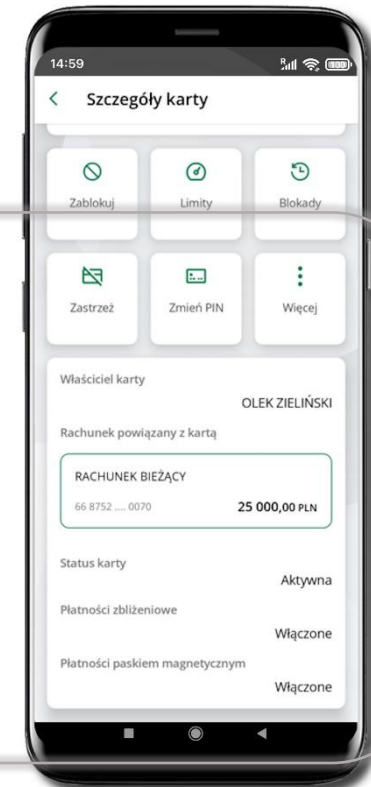 14:59
Szczegóły karty
Zablokuj
Limity
Blokady
Zastrzeż
Zmień PIN
Więcej
Właściciel karty
OLEK ZIELIŃSKI
Rachunek powiązany z kartą
RACHUNEK BIEŻĄCY
66 8752 .... 0070 25 000,00 PLN
Status karty
Aktywna
Płatności zbliżeniowe
Włączone
Płatności paskiem magnetycznym
Włączone